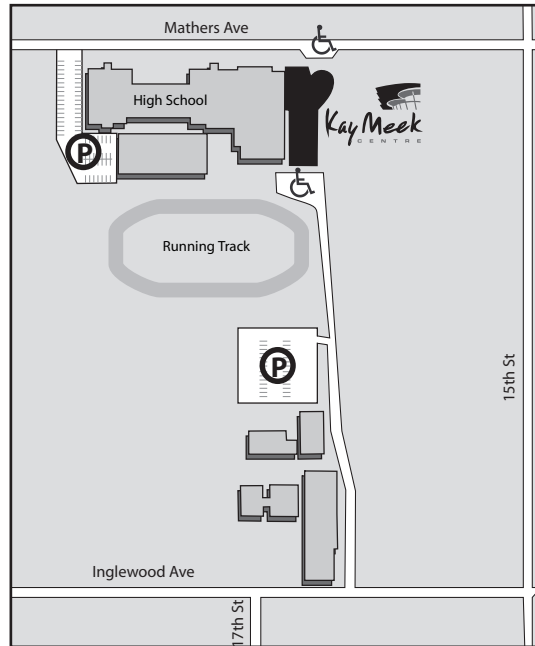 Mathers Ave
High School
Kay Meek
CENTRE
P
Running Track
P
15th St
Inglewood Ave
17th St